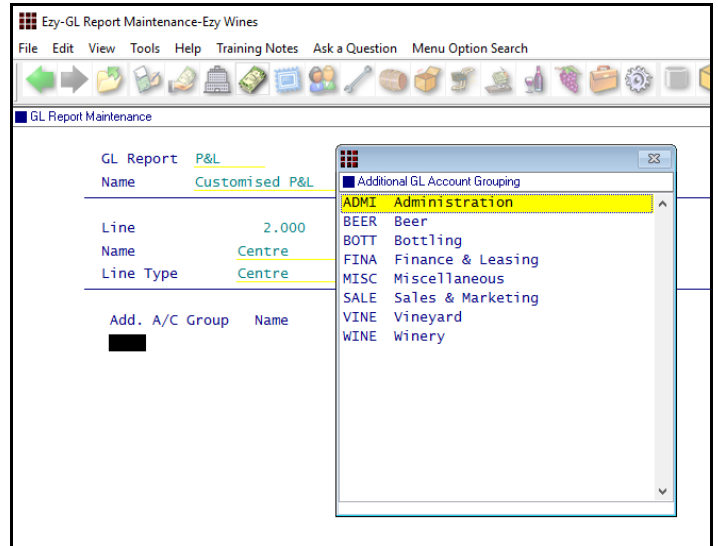 Ezy-GL Report Maintenance-Ezy Wines
File Edit View Tools Help Training Notes Ask a Question Menu Option Search
GL Report Maintenance
GL Report P&L
Name Customised P&L
Line 2.000
Name Centre
Line Type Centre
Add. A/C Group Name
Additional GL Account Grouping
ADMI Administration
BEER Beer
BOTT Bottling
FINA Finance & Leasing
MISC Miscellaneous
SALE Sales & Marketing
VINE Vineyard
WINE Winery